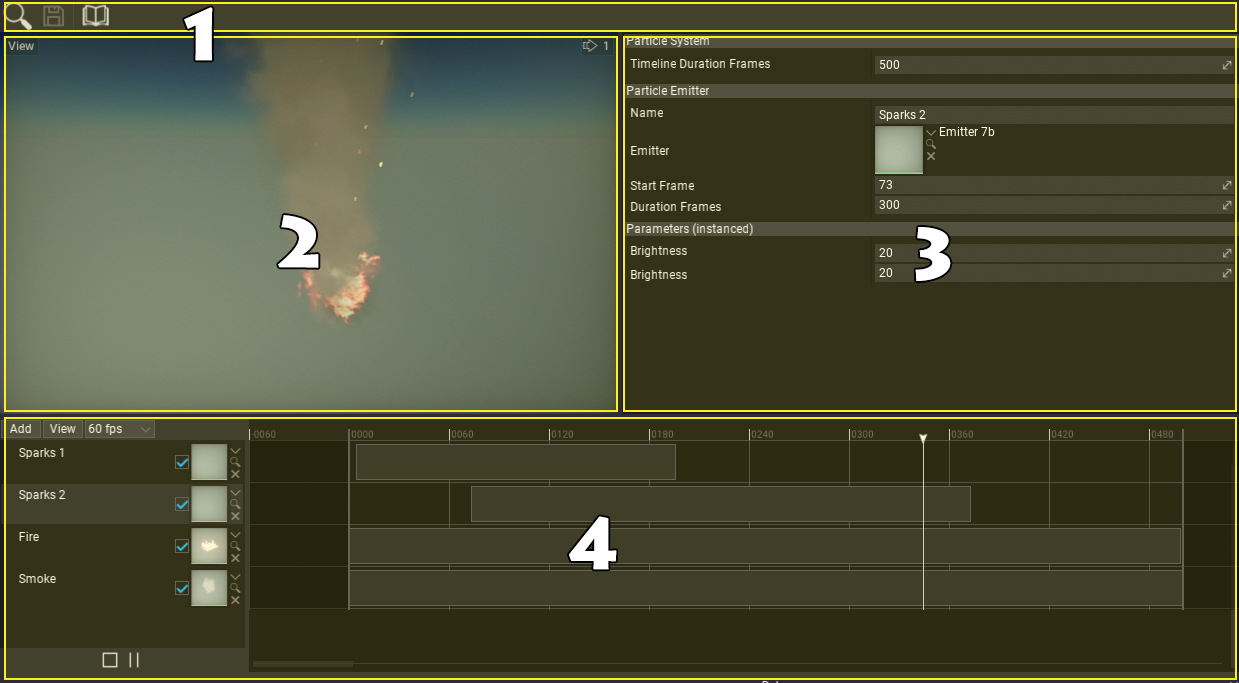 1
View
1
2
Particle System
Timeline Duration Frames 500
Particle Emitter
Name Sparks 2
Emitter Emitter 7b
Start Frame 73
Duration Frames 300
Parameters (instanced)
Brightness 20
Brightness 20
3
Add View 60 fps
-0060 0000 0060 0120 0180 0240 0300 0360 0420 0480
Sparks 1
Sparks 2
Fire
Smoke
4